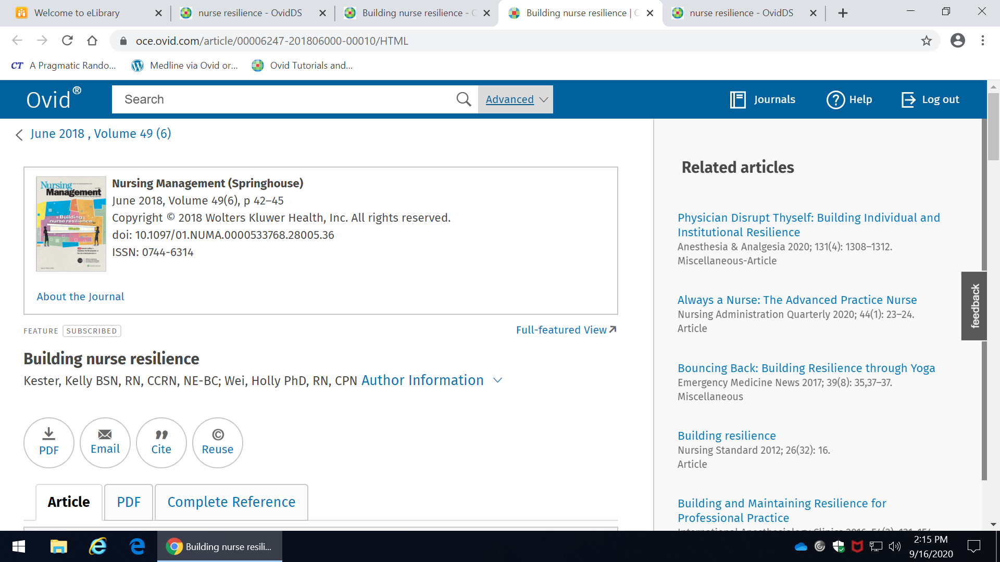 Welcome to eLibrary
nurse resilience - OvidDS
Building nurse resilience -
Building nurse resilience |
nurse resilience - OvidDS
oce.ovid.com/article/00006247-201806000-00010/HTML
CT A Pragmatic Rando...
Medline via Ovid or...
Ovid Tutorials and...
Ovid®
Search
Advanced
Journals
Help
Log out
June 2018 , Volume 49 (6)
Nursing
Management
Building
nurse resilience
Nursing Management (Springhouse)
June 2018, Volume 49(6), p 42–45
Copyright © 2018 Wolters Kluwer Health, Inc. All rights reserved.
doi: 10.1097/01.NUMA.0000533768.28005.36
ISSN: 0744-6314
About the Journal
FEATURE SUBSCRIBED
Full-featured View
Building nurse resilience
Kester, Kelly BSN, RN, CCRN, NE-BC; Wei, Holly PhD, RN, CPN Author Information
PDF
Email
Cite
Reuse
Article
PDF
Complete Reference
Related articles
Physician Disrupt Thyself: Building Individual and
Institutional Resilience
Anesthesia & Analgesia 2020; 131(4): 1308–1312.
Miscellaneous-Article
Always a Nurse: The Advanced Practice Nurse
Nursing Administration Quarterly 2020; 44(1): 23–24.
Article
Bouncing Back: Building Resilience through Yoga
Emergency Medicine News 2017; 39(8): 35,37–37.
Miscellaneous
Building resilience
Nursing Standard 2012; 26(32): 16.
Article
Building and Maintaining Resilience for
Professional Practice
feedback
Building nurse resili...
2:15 PM
9/16/2020